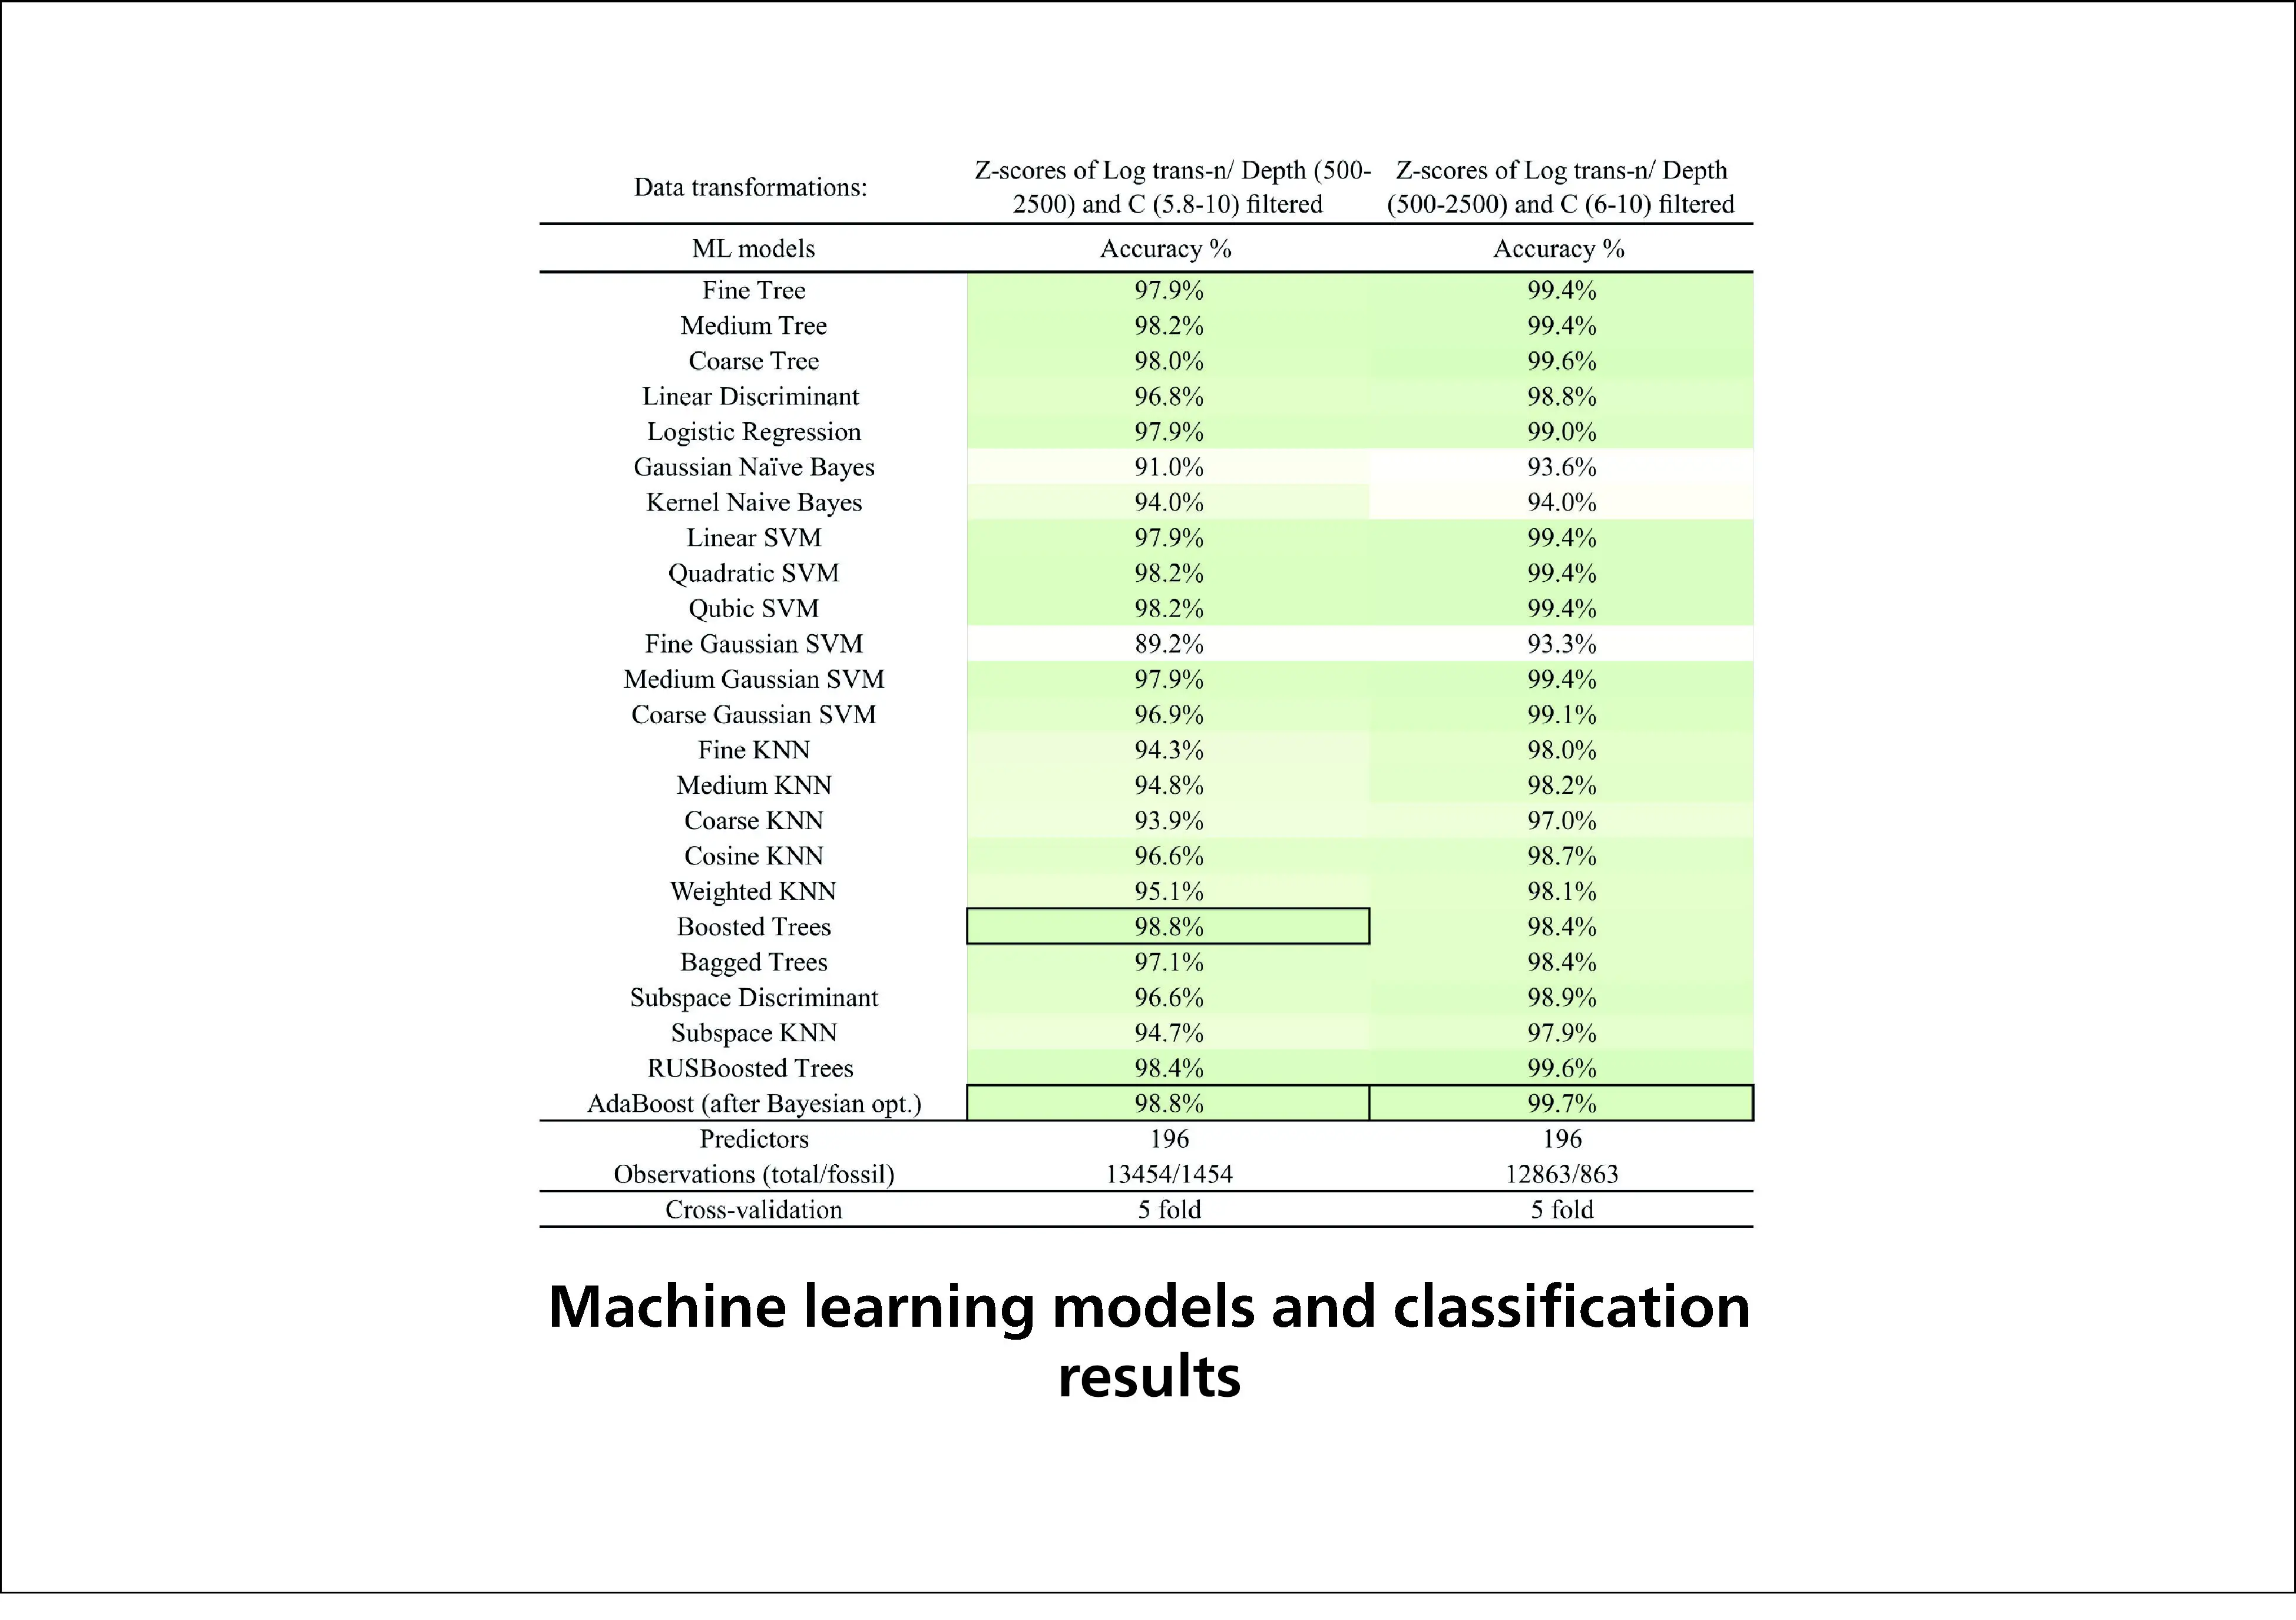 Data transformations: Z-scores of Log trans-n/ Depth (500-2500) and C (5.8-10) filtered Z-scores of Log trans-n/ Depth (500-2500) and C (6-10) filtered
ML models Accuracy % Accuracy %
Fine Tree 97.9% 99.4%
Medium Tree 98.2% 99.4%
Coarse Tree 98.0% 99.6%
Linear Discriminant 96.8% 98.8%
Logistic Regression 97.9% 99.0%
Gaussian Naïve Bayes 91.0% 93.6%
Kernel Naive Bayes 94.0% 94.0%
Linear SVM 97.9% 99.4%
Quadratic SVM 98.2% 99.4%
Qubic SVM 98.2% 99.4%
Fine Gaussian SVM 89.2% 93.3%
Medium Gaussian SVM 97.9% 99.4%
Coarse Gaussian SVM 96.9% 99.1%
Fine KNN 94.3% 98.0%
Medium KNN 94.8% 98.2%
Coarse KNN 93.9% 97.0%
Cosine KNN 96.6% 98.7%
Weighted KNN 95.1% 98.1%
Boosted Trees 98.8% 98.4%
Bagged Trees 97.1% 98.4%
Subspace Discriminant 96.6% 98.9%
Subspace KNN 94.7% 97.9%
RUSBoosted Trees 98.4% 99.6%
AdaBoost (after Bayesian opt.) 98.8% 99.7%
Predictors 196 196
Observations (total/fossil) 13454/1454 12863/863
Cross-validation 5 fold 5 fold
Machine learning models and classification
results